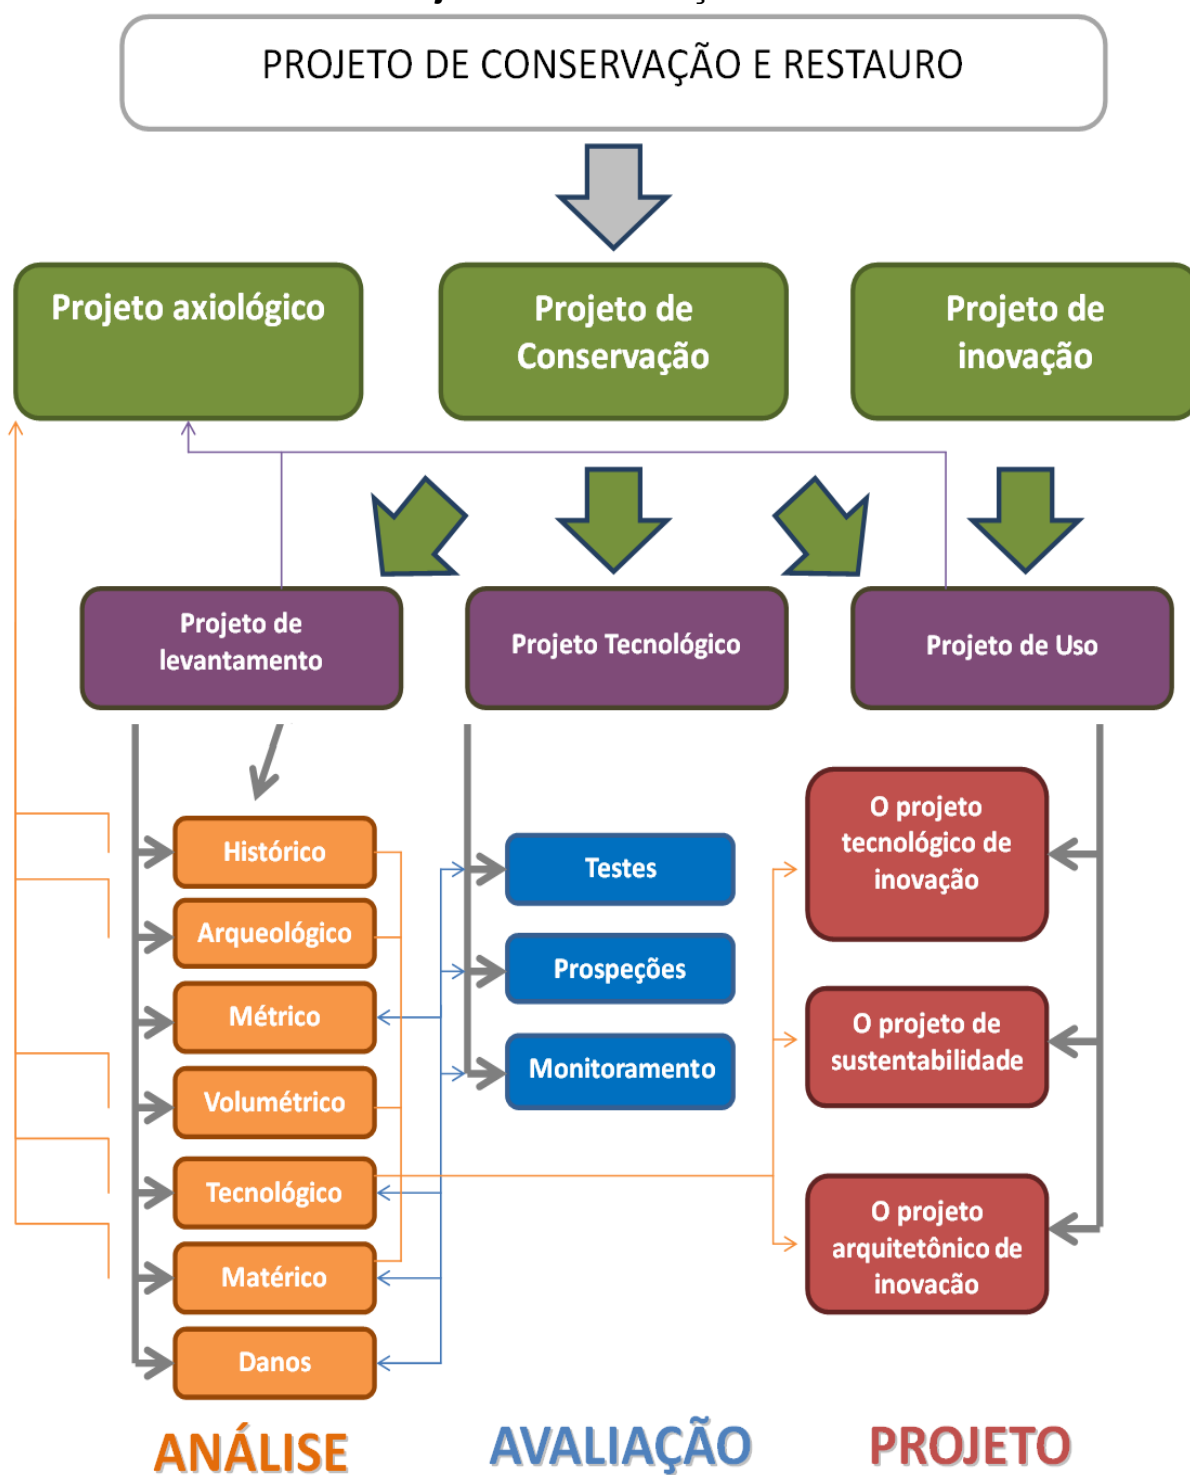 PROJETO DE CONSERVAÇÃO E RESTAURO
Projeto axiológico
Projeto de
Conservação
Projeto de
inovação
Projeto de
levantamento
Projeto Tecnológico
Projeto de Uso
Histórico
Arqueológico
Métrico
Volumétrico
Tecnológico
Matérico
Danos
Testes
Prospeções
Monitoramento
O projeto
tecnológico de
inovação
O projeto de
sustentabilidade
O projeto
arquitetônico de
inovação
ANÁLISE
AVALIAÇÃO
PROJETO